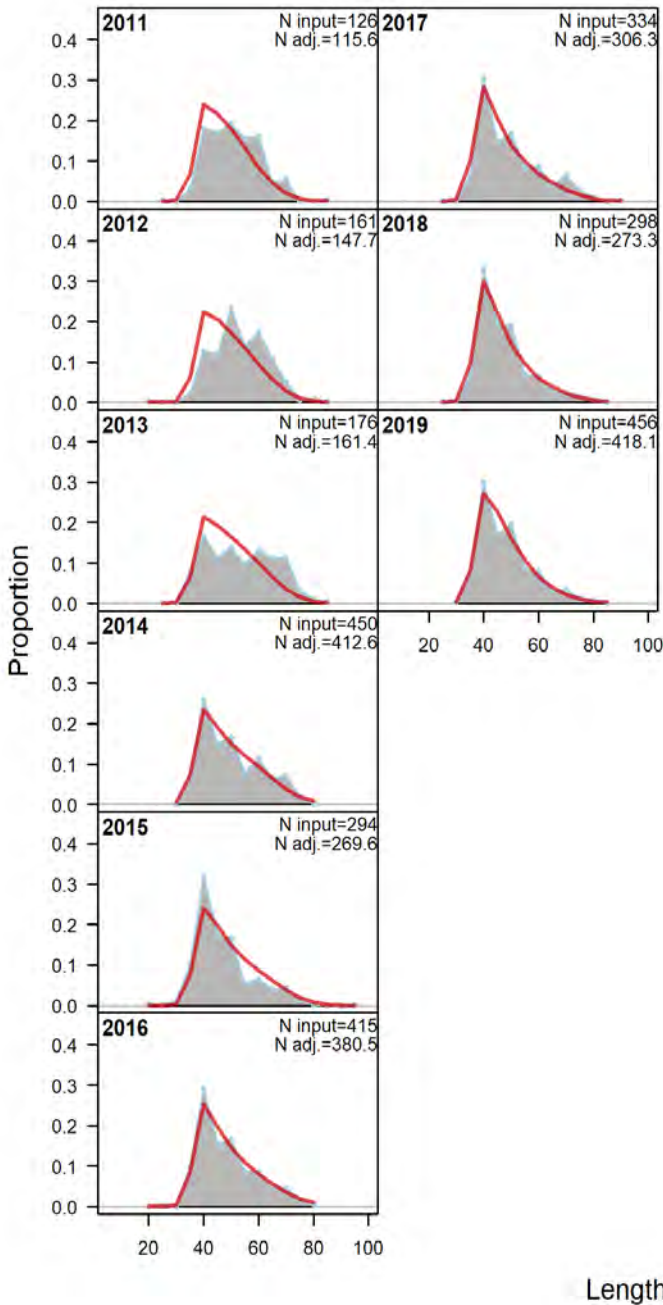 Proportion
2011
N input=126
N adj.=115.6
0.4
0.3
0.2
0.1
0.0
2012
N input=161
N adj.=147.7
0.4
0.3
0.2
0.1
0.0
2013
N input=176
N adj.=161.4
0.4
0.3
0.2
0.1
0.0
2014
N input=450
N adj.=412.6
0.4
0.3
0.2
0.1
0.0
2015
N input=294
N adj.=269.6
0.4
0.3
0.2
0.1
0.0
2016
N input=415
N adj.=380.5
0.4
0.3
0.2
0.1
0.0
20 40 60 80 100
2017
N input=334
N adj.=306.3
2018
N input=298
N adj.=273.3
2019
N input=456
N adj.=418.1
20 40 60 80 100
Length